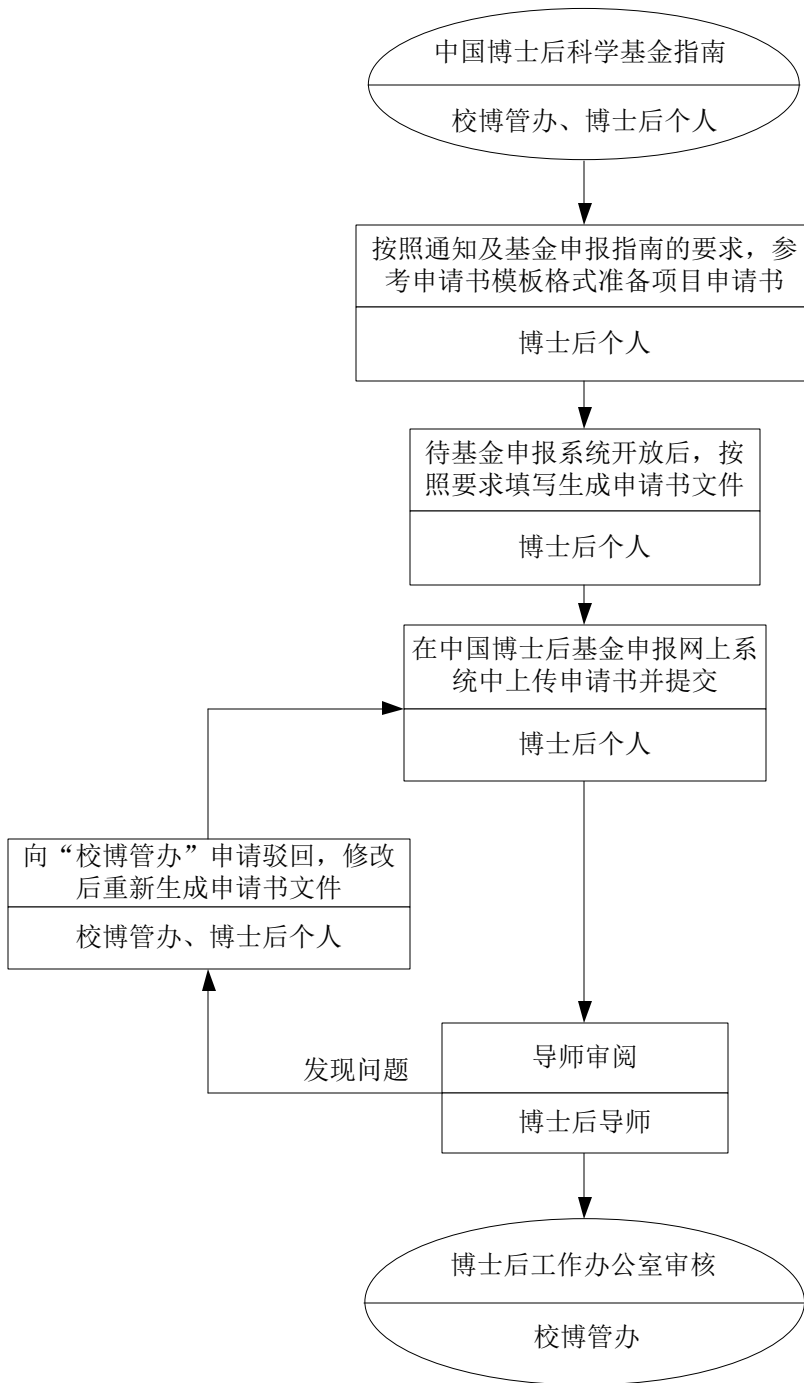 中国博士后科学基金指南
校博管办、博士后个人
按照通知及基金申报指南的要求，参
考申请书模板格式准备项目申请书
博士后个人
待基金申报系统开放后，按
照要求填写生成申请书文件
博士后个人
在中国博士后基金申报网上系
统中上传申请书并提交
博士后个人
向“校博管办”申请驳回，修改
后重新生成申请书文件
校博管办、博士后个人
导师审阅
发现问题
博士后导师
博士后工作办公室审核
校博管办